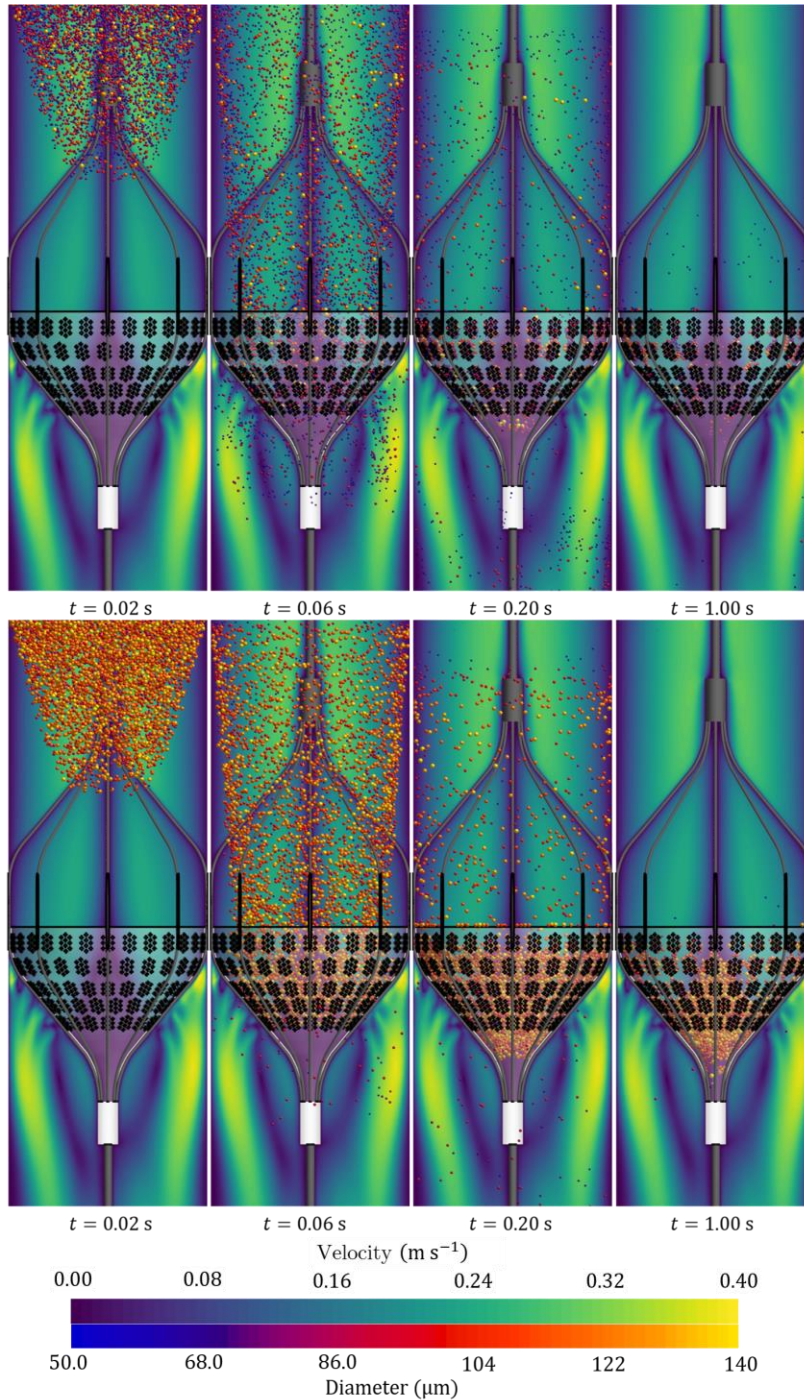 t = 0.02 s t = 0.06 s t = 0.20 s t = 1.00 s
t = 0.02 s t = 0.06 s t = 0.20 s t = 1.00 s
Velocity (m s⁻¹)
0.00 0.08 0.16 0.24 0.32 0.40
50.0 68.0 86.0 104 122 140
Diameter (μm)